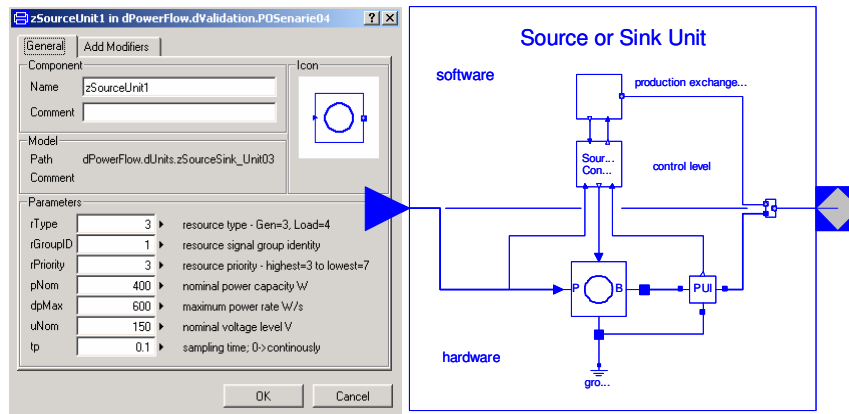 zSourceUnit1 in dPowerFlow.dValidation.POSenarie04
General Add Modifiers
Component
Name zSourceUnit1
Comment
Icon
Model
Path dPowerFlow.dUnits.zSourceSink_Unit03
Comment
Parameters
rType 3 resource type - Gen=3, Load=4
rGroupID 1 resource signal group identity
rPriority 3 resource priority - highest=3 to lowest=7
pNom 400 nominal power capacity W
dpMax 600 maximum power rate W/s
uNom 150 nominal voltage level V
tp 0.1 sampling time; 0->continously
OK Cancel
Source or Sink Unit
software
production exchange...
Sour...
Con...
control level
P B PUI
hardware
gro...